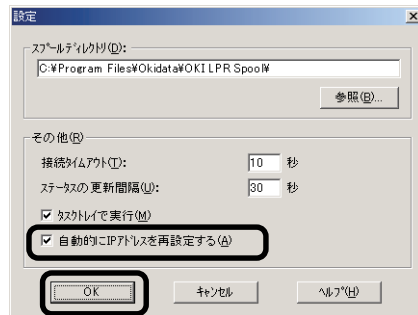 設定
スプールディレクトリ(D):
C:¥Program Files¥Okidata¥OKI LPR Spool¥
参照(B)...
その他(R)
接続タイムアウト(T): 10 秒
ステータスの更新間隔(U): 30 秒
タスクトレイで実行(M)
自動的にIPアドレスを再設定する(A)
OK キャンセル ヘルプ(H)